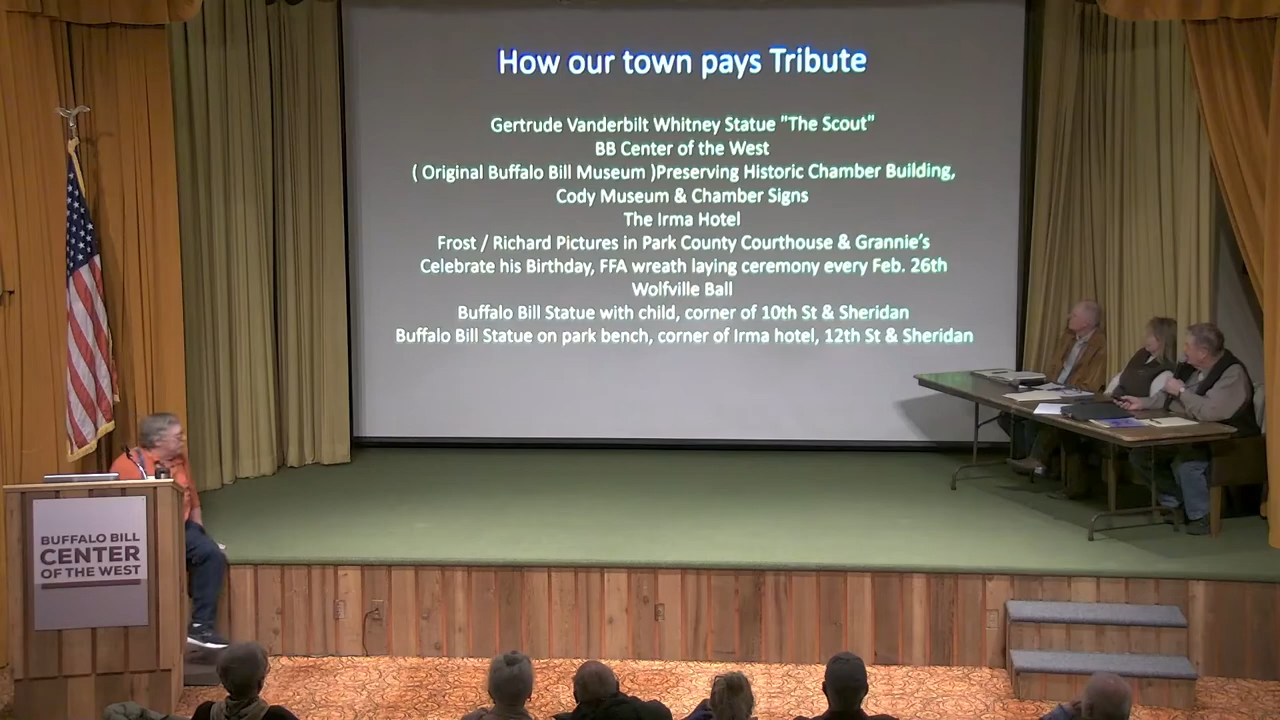 How our town pays Tribute
Gertrude Vanderbilt Whitney Statue "The Scout"
BB Center of the West
( Original Buffalo Bill Museum )Preserving Historic Chamber Building,
Cody Museum & Chamber Signs
The Irma Hotel
Frost / Richard Pictures in Park County Courthouse & Grannie's
Celebrate his Birthday, FFA wreath laying ceremony every Feb. 26th
Wolfville Ball
Buffalo Bill Statue with child, corner of 10th St & Sheridan
Buffalo Bill Statue on park bench, corner of Irma hotel, 12th St & Sheridan
BUFFALO BILL
CENTER
OF THE WEST